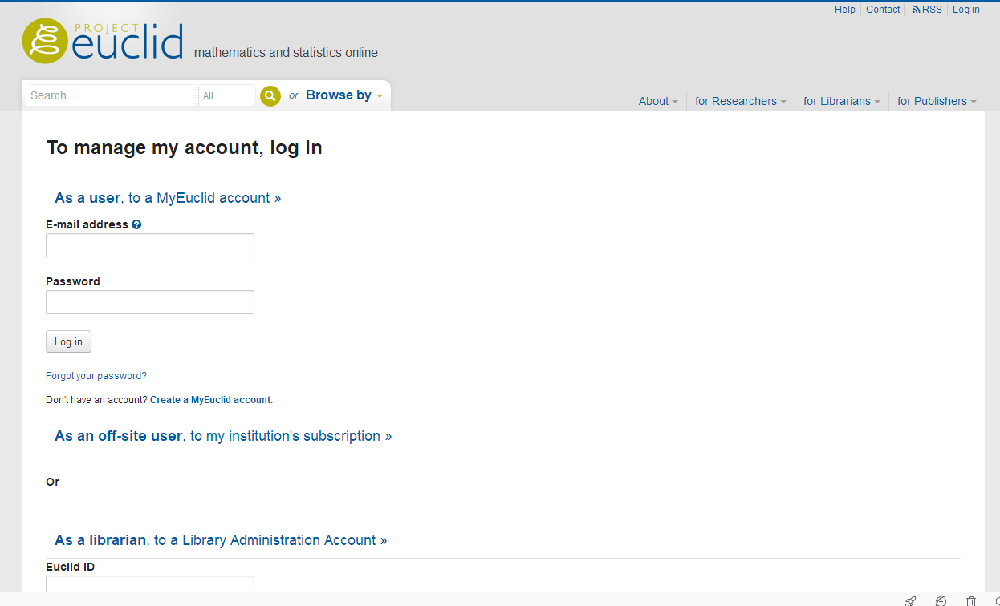 Help Contact RSS Log in
PROJECT
euclid mathematics and statistics online
Search All or Browse by
About for Researchers for Librarians for Publishers
To manage my account, log in
As a user, to a MyEuclid account »
E-mail address ?
Password
Log in
Forgot your password?
Don't have an account? Create a MyEuclid account.
As an off-site user, to my institution's subscription »
Or
As a librarian, to a Library Administration Account »
Euclid ID